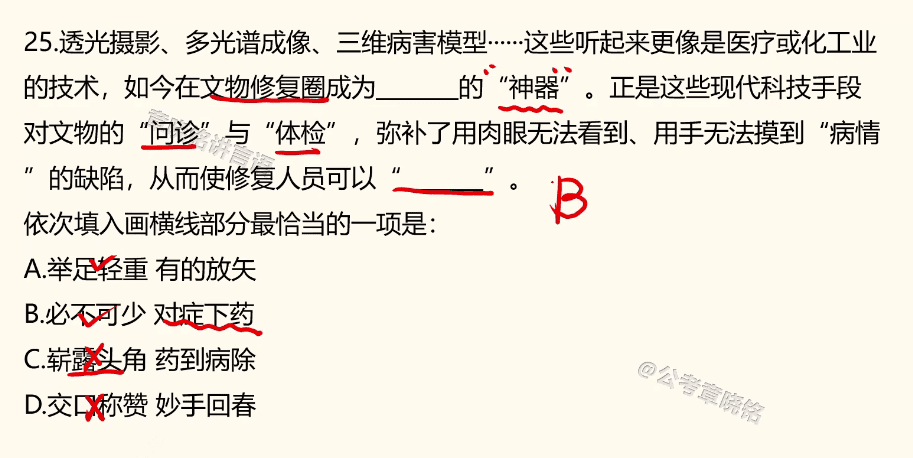 25.透光摄影、多光谱成像、三维病害模型……这些听起来更像是医疗或化工业
的技术，如今在文物修复圈成为_______的“神器”。正是这些现代科技手段
对文物的“问诊”与“体检”，弥补了用肉眼无法看到、用手无法摸到“病情
”的缺陷，从而使修复人员可以“______”。
B
依次填入画横线部分最恰当的一项是：
A.举足轻重 有的放矢
B.必不可少 对症下药
C.崭露头角 药到病除
D.交口称赞 妙手回春
章晓铭讲言语
@公考章晓铭